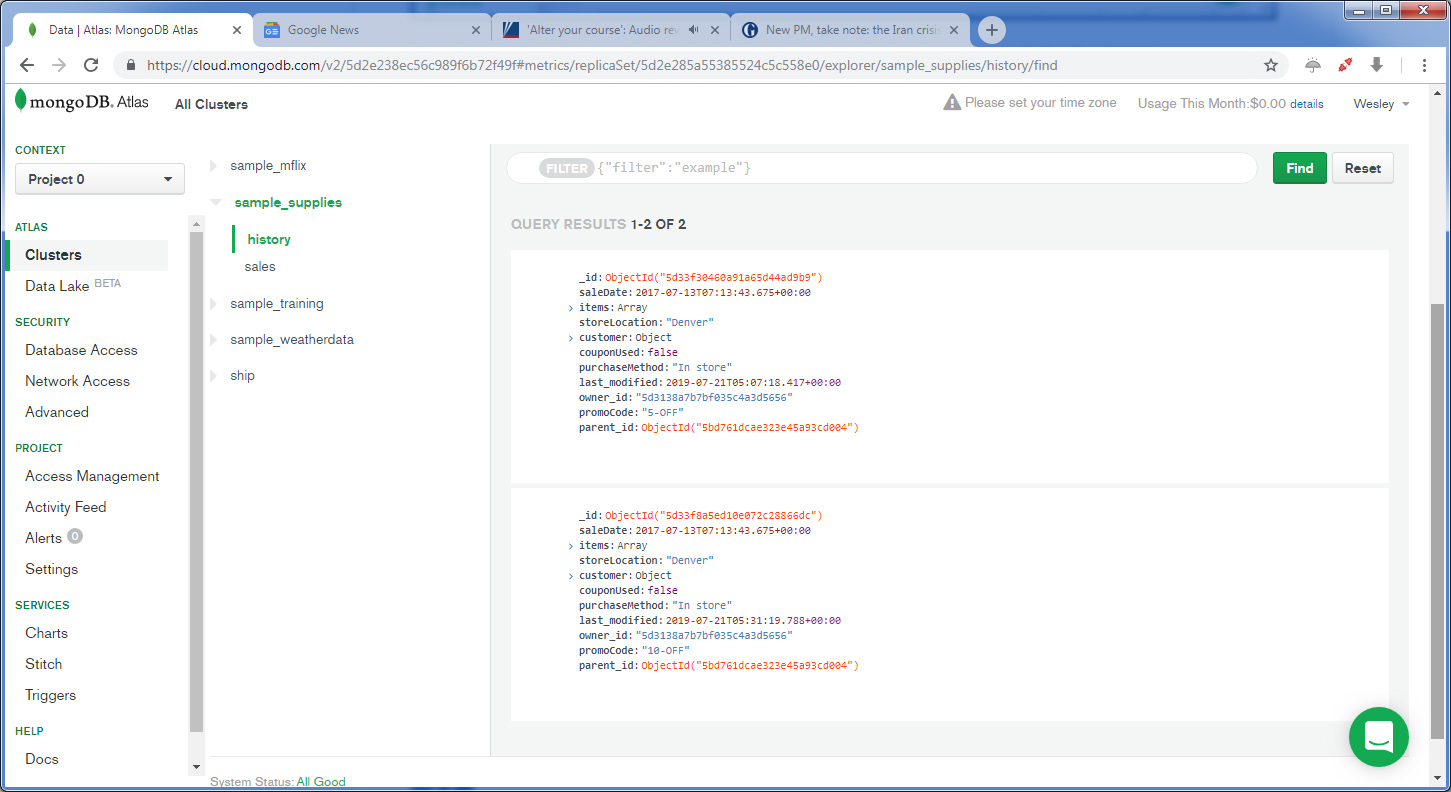 Data | Atlas: MongoDB Atlas
Google News
'Alter your course': Audio rev
New PM, take note: the Iran crisis
https://cloud.mongodb.com/v2/5d2e238ec56c989f6b72f49f#metrics/replicaSet/5d2e285a55385524c5c558e0/explorer/sample_supplies/history/find
mongoDB. Atlas
All Clusters
Please set your time zone
Usage This Month:$0.00 details
Wesley
CONTEXT
Project 0
ATLAS
Clusters
Data Lake BETA
SECURITY
Database Access
Network Access
Advanced
PROJECT
Access Management
Activity Feed
Alerts 0
Settings
SERVICES
Charts
Stitch
Triggers
HELP
Docs
sample_mflix
sample_supplies
history
sales
sample_training
sample_weatherdata
ship
FILTER {"filter":"example"}
Find
Reset
QUERY RESULTS 1-2 OF 2
_id: ObjectId("5d33f30460a91a65d44ad9b9")
saleDate: 2017-07-13T07:13:43.675+00:00
items: Array
storeLocation: "Denver"
customer: Object
couponUsed: false
purchaseMethod: "In store"
last_modified: 2019-07-21T05:07:18.417+00:00
owner_id: "5d3138a7b7bf035c4a3d5656"
promoCode: "5-OFF"
parent_id: ObjectId("5bd761dcae323e45a93cd004")
_id: ObjectId("5d33f8a5ed10e072c28866dc")
saleDate: 2017-07-13T07:13:43.675+00:00
items: Array
storeLocation: "Denver"
customer: Object
couponUsed: false
purchaseMethod: "In store"
last_modified: 2019-07-21T05:31:19.788+00:00
owner_id: "5d3138a7b7bf035c4a3d5656"
promoCode: "10-OFF"
parent_id: ObjectId("5bd761dcae323e45a93cd004")
System Status: All Good